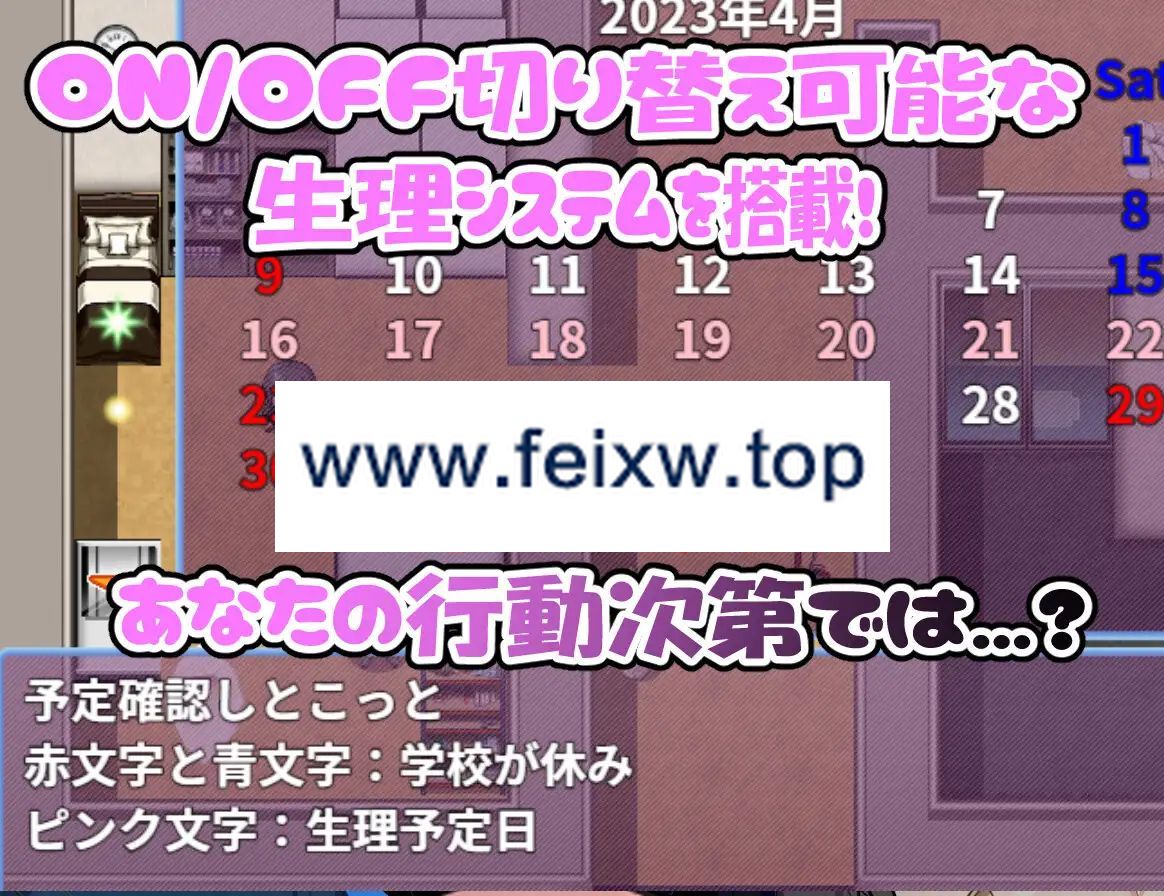 2023年4月
ON/OFF切り替え可能な
Sat
1
生理システムを搭載!
7 8
9 10 11 12 13 14 15
16 17 18 19 20 21 22
28 29
www.feixw.top
あなたの行動次第では...?
予定確認しとこっと
赤文字と青文字：学校が休み
ピンク文字：生理予定日